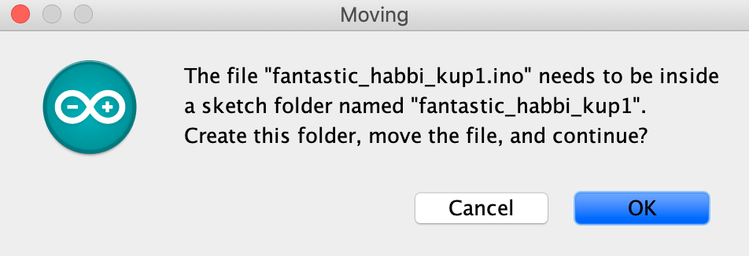 Moving
The file "fantastic_habbi_kup1.ino" needs to be inside
a sketch folder named "fantastic_habbi_kup1".
Create this folder, move the file, and continue?
Cancel
OK